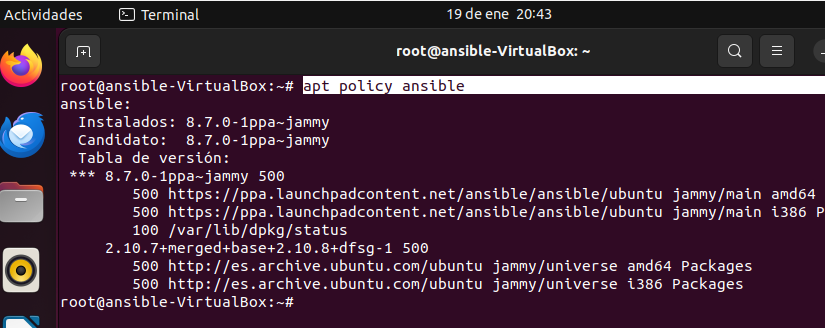 Actividades
Terminal
19 de ene 20:43
root@ansible-VirtualBox: ~
root@ansible-VirtualBox:~# apt policy ansible
ansible:
  Instalados: 8.7.0-1ppa~jammy
  Candidato:  8.7.0-1ppa~jammy
  Tabla de versión:
 *** 8.7.0-1ppa~jammy 500
        500 https://ppa.launchpadcontent.net/ansible/ansible/ubuntu jammy/main amd64
        500 https://ppa.launchpadcontent.net/ansible/ansible/ubuntu jammy/main i386 P
        100 /var/lib/dpkg/status
     2.10.7+merged+base+2.10.8+dfsg-1 500
        500 http://es.archive.ubuntu.com/ubuntu jammy/universe amd64 Packages
        500 http://es.archive.ubuntu.com/ubuntu jammy/universe i386 Packages
root@ansible-VirtualBox:~#